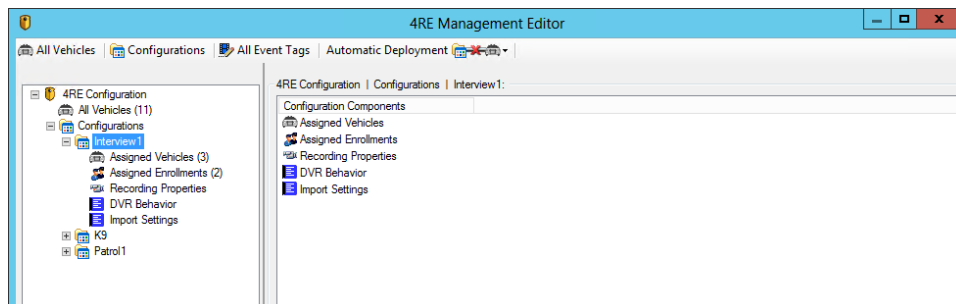 4RE Management Editor
All Vehicles Configurations All Event Tags Automatic Deployment
4RE Configuration | Configurations | Interview1:
4RE Configuration
All Vehicles (11)
Configurations
Interview1
Assigned Vehicles (3)
Assigned Enrollments (2)
Recording Properties
DVR Behavior
Import Settings
K9
Patrol1
Configuration Components
Assigned Vehicles
Assigned Enrollments
Recording Properties
DVR Behavior
Import Settings